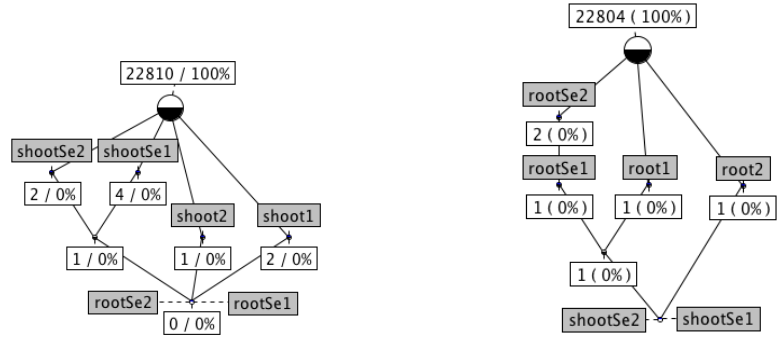 22810 / 100%
shootSe2
shootSe1
2 / 0%
4 / 0%
shoot2
shoot1
1 / 0%
1 / 0%
2 / 0%
rootSe2
rootSe1
0 / 0%
22804 ( 100% )
rootSe2
2 ( 0% )
rootSe1
root1
root2
1 ( 0% )
1 ( 0% )
1 ( 0% )
1 ( 0% )
shootSe2
shootSe1